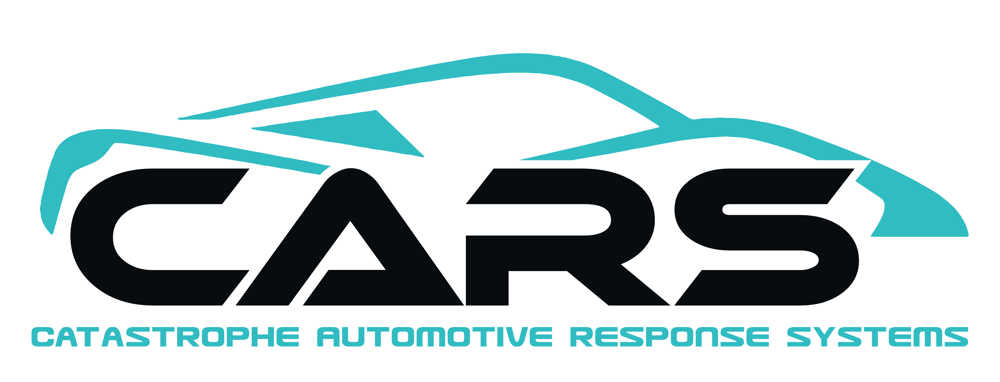 CARS
CATASTROPHE AUTOMOTIVE RESPONSE SYSTEMS